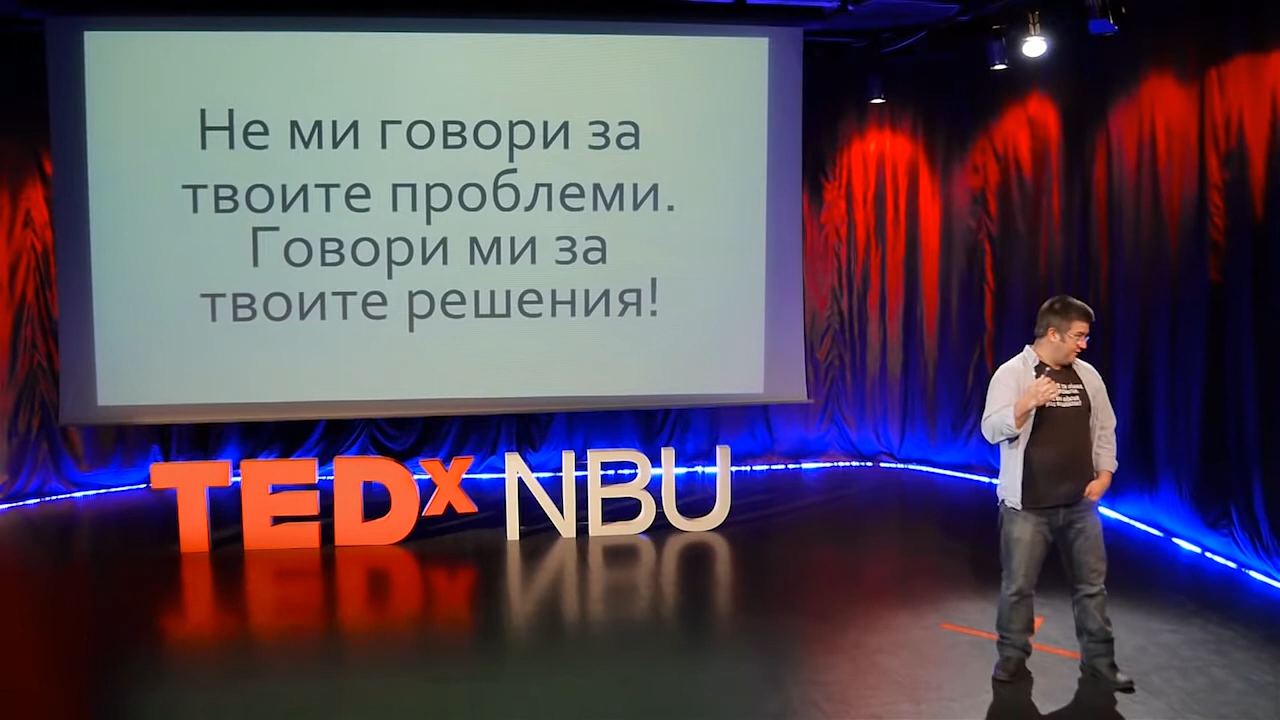 Не ми говори за
твоите проблеми.
Говори ми за
твоите решения!
TEDx NBU